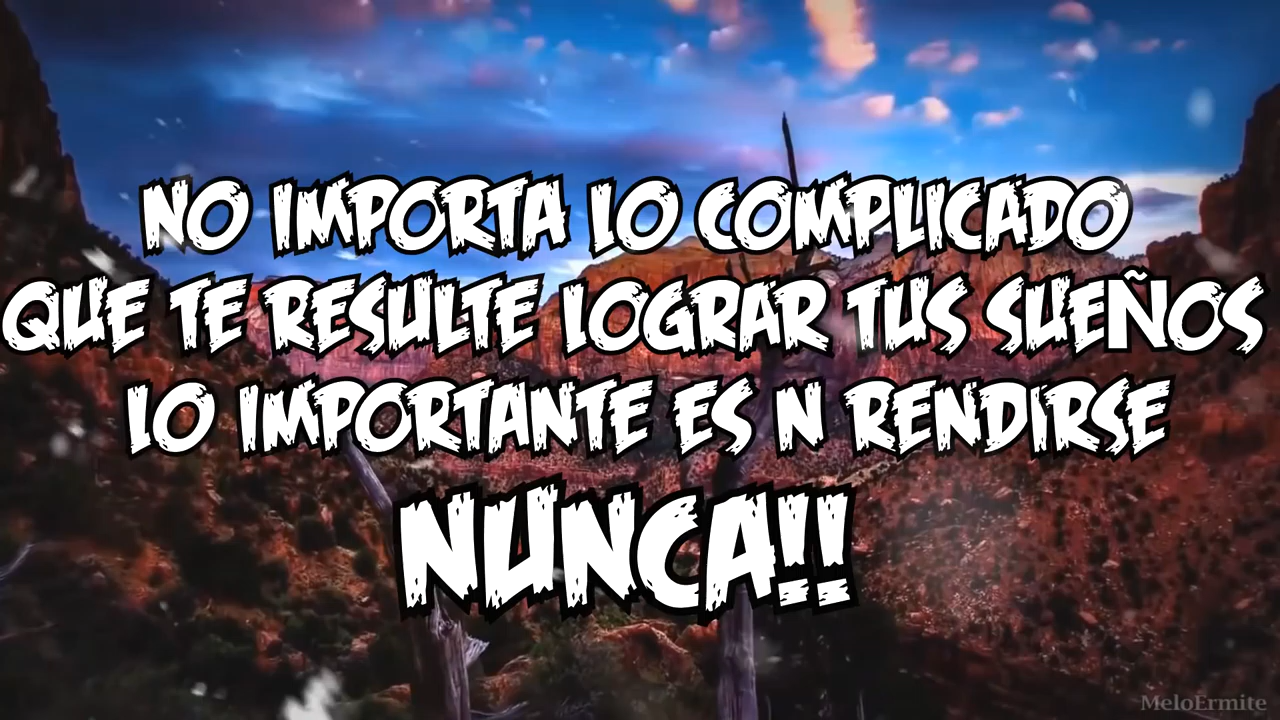 NO IMPORTA LO COMPLICADO
QUE TE RESULTE LOGRAR TUS SUEÑOS
LO IMPORTANTE ES N RENDIRSE
NUNCA!!
MeloErmite